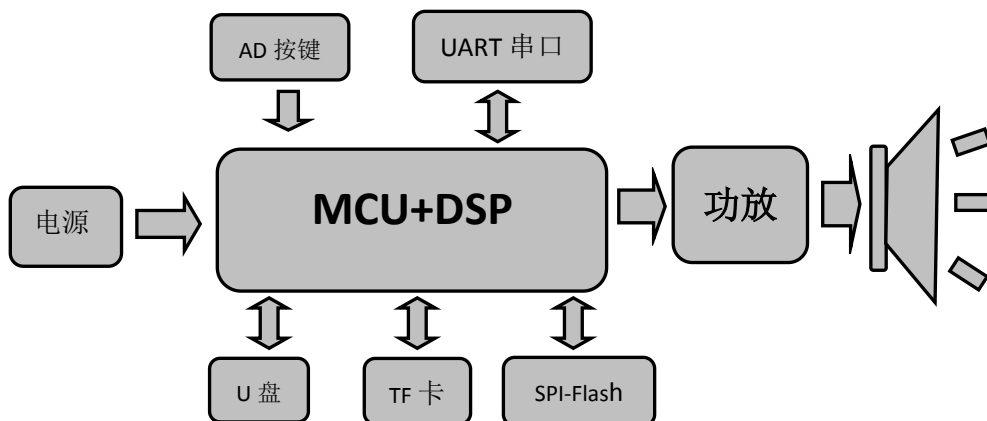 AD 按键
UART 串口
电源
MCU+DSP
功放
U 盘
TF 卡
SPI-Flash